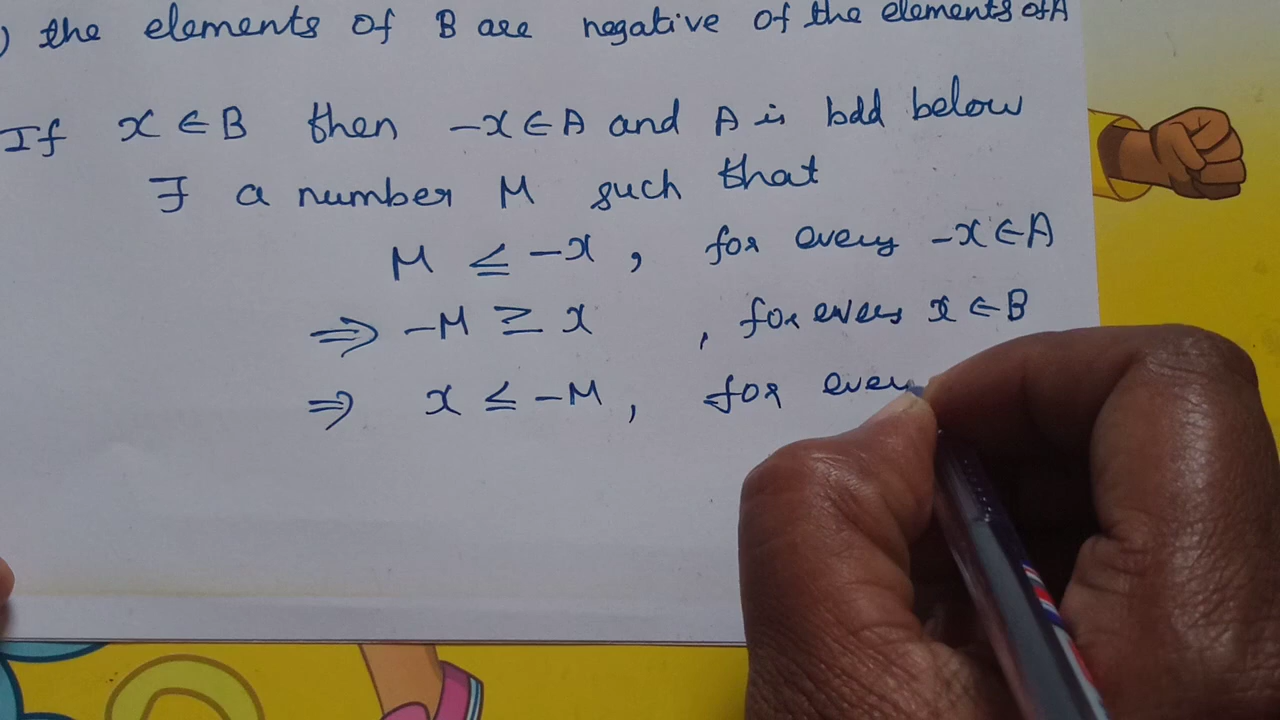 ) the elements of B are negative of the elements of A
If x ∈ B then -x ∈ A and A is bdd below
∃ a number M such that
M ≤ -x , for every -x ∈ A
⇒ -M ≥ x , for every x ∈ B
⇒ x ≤ -M , for ever